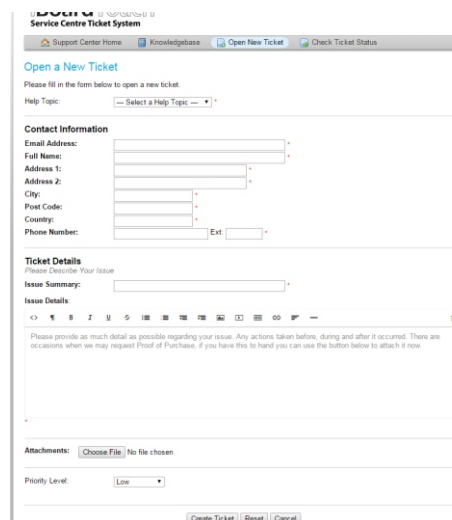 Service Centre Ticket System
Support Center Home Knowledgebase Open New Ticket Check Ticket Status
Open a New Ticket
Please fill in the form below to open a new ticket.
Help Topic: — Select a Help Topic — *
Contact Information
Email Address: *
Full Name: *
Address 1: *
Address 2: *
City: *
Post Code: *
Country: *
Phone Number: Ext: *
Ticket Details
Please Describe Your Issue
Issue Summary: *
Issue Details:
Please provide as much detail as possible regarding your issue. Any actions taken before, during and after it occurred. There are
occasions when we may request Proof of Purchase, if you have this to hand you can use the button below to attach it now.
*
Attachments: Choose File No file chosen
Priority Level: Low
Create Ticket Reset Cancel